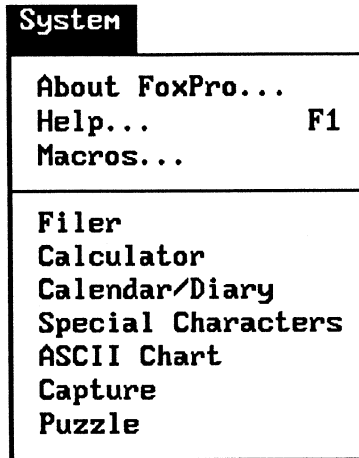 System
About FoxPro...
Help... F1
Macros...
Filer
Calculator
Calendar/Diary
Special Characters
ASCII Chart
Capture
Puzzle